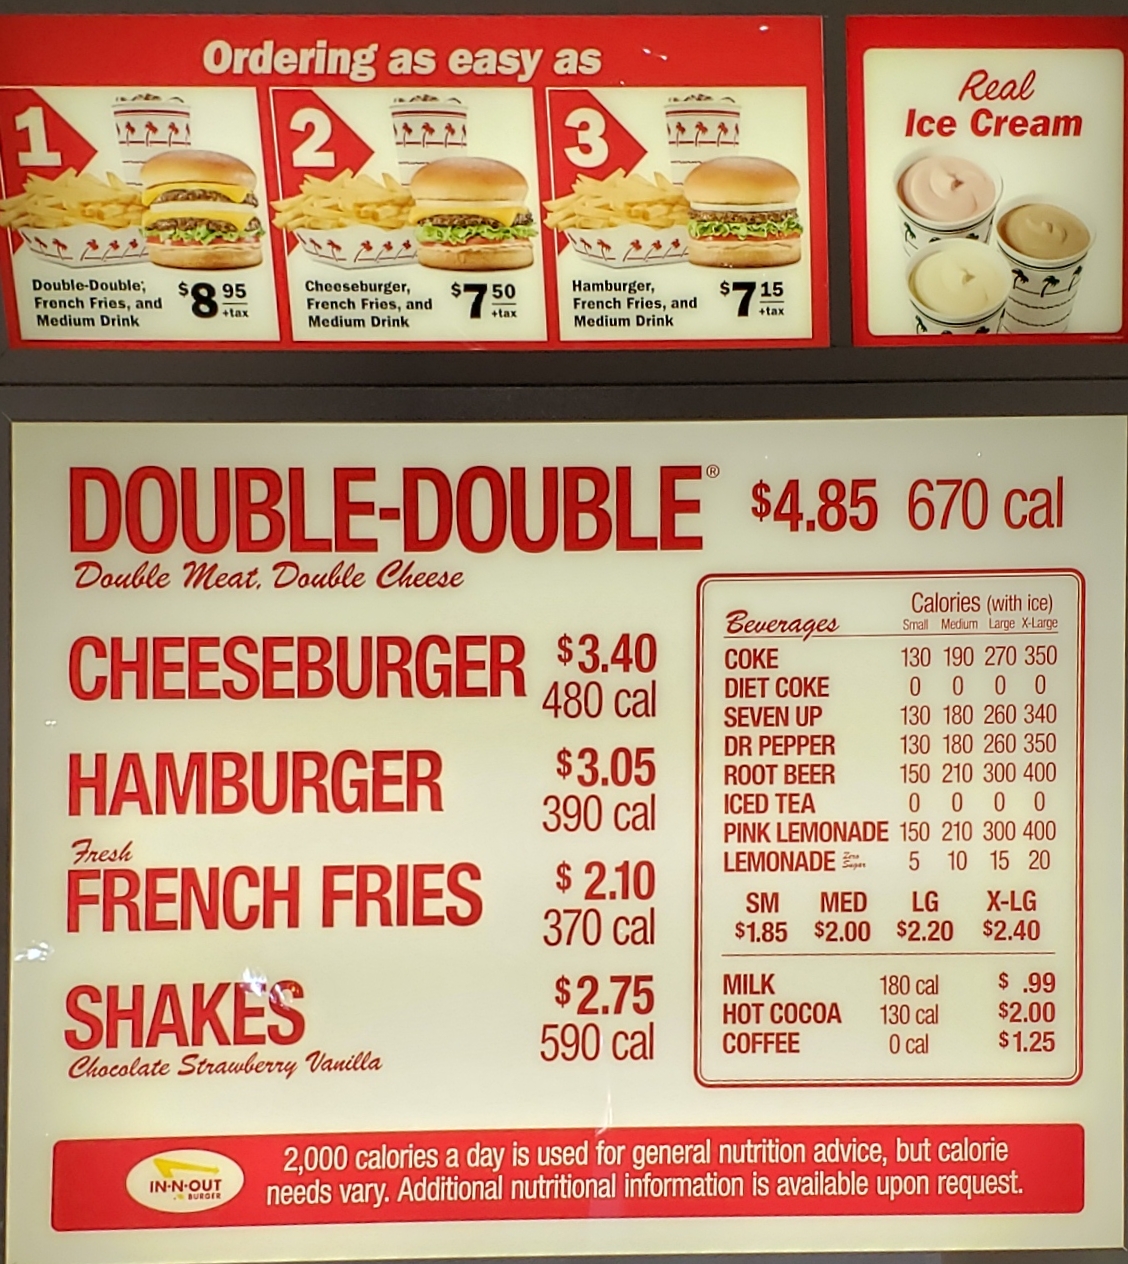 Ordering as easy as
1
Double-Double,
French Fries, and
Medium Drink
$8 95
+tax
2
Cheeseburger,
French Fries, and
Medium Drink
$7 50
+tax
3
Hamburger,
French Fries, and
Medium Drink
$7 15
+tax
Real
Ice Cream
DOUBLE-DOUBLE® $4.85 670 cal
Double Meat, Double Cheese
CHEESEBURGER $3.40
480 cal
HAMBURGER $3.05
390 cal
Fresh
FRENCH FRIES $2.10
370 cal
SHAKES $2.75
590 cal
Chocolate Strawberry Vanilla
Calories (with ice)
Beverages Small Medium Large X-Large
COKE 130 190 270 350
DIET COKE 0 0 0 0
SEVEN UP 130 180 260 340
DR PEPPER 130 180 260 350
ROOT BEER 150 210 300 400
ICED TEA 0 0 0 0
PINK LEMONADE 150 210 300 400
LEMONADE Zero Sugar 5 10 15 20
SM MED LG X-LG
$1.85 $2.00 $2.20 $2.40
MILK 180 cal $ .99
HOT COCOA 130 cal $2.00
COFFEE 0 cal $1.25
IN-N-OUT
BURGER
2,000 calories a day is used for general nutrition advice, but calorie
needs vary. Additional nutritional information is available upon request.